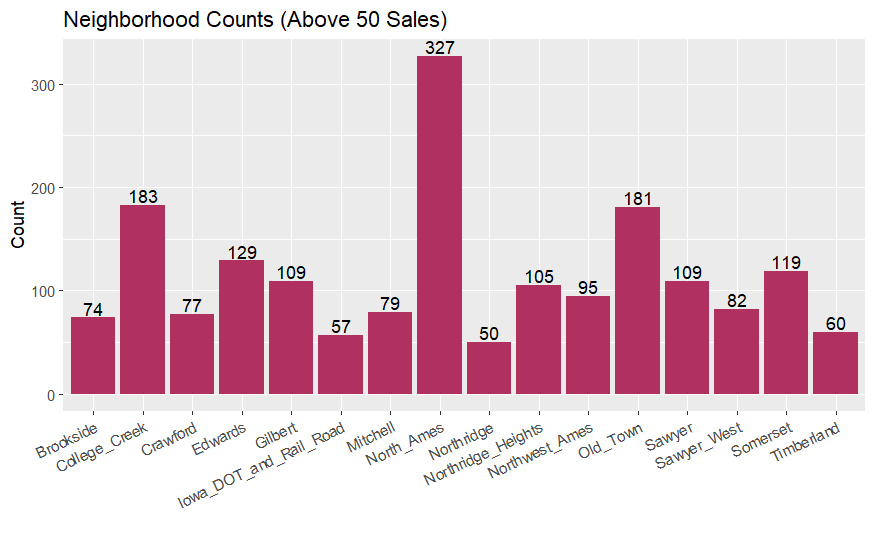 Neighborhood Counts (Above 50 Sales)
Count
300
200
100
0
74
183
77
129
109
57
79
327
50
105
95
181
109
82
119
60
Brookside
College_Creek
Crawford
Edwards
Gilbert
Iowa_DOT_and_Rail_Road
Mitchell
North_Ames
Northridge
Northridge_Heights
Northwest_Ames
Old_Town
Sawyer
Sawyer_West
Somerset
Timberland